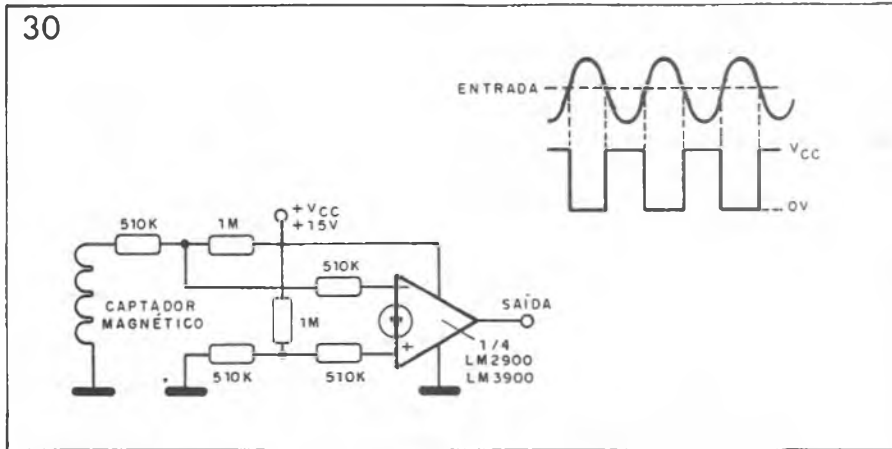 30
ENTRADA
VCC
0V
+VCC
+15V
510K
1M
510K
CAPTADOR
MAGNÉTICO
1M
SAÍDA
1/4
LM2900
LM3900
510K
510K